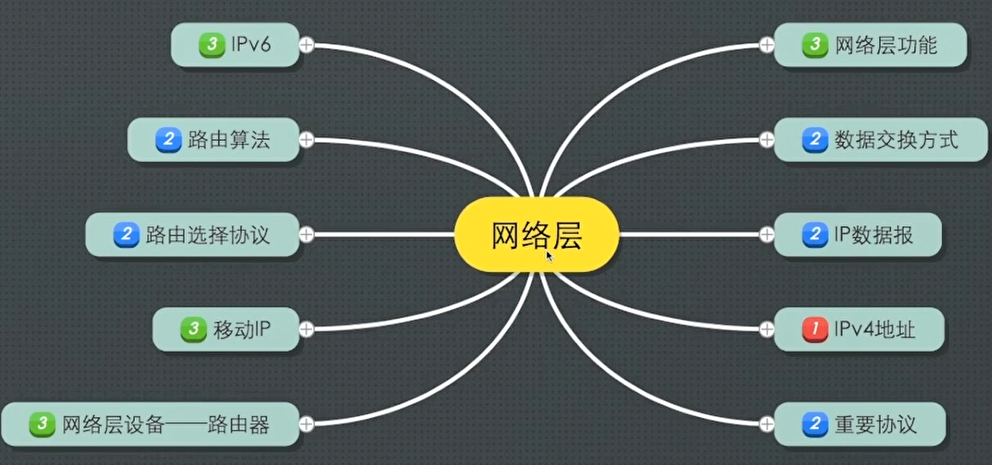 3 IPv6
2 路由算法
2 路由选择协议
3 移动IP
3 网络层设备——路由器
网络层
3 网络层功能
2 数据交换方式
2 IP数据报
1 IPv4地址
2 重要协议